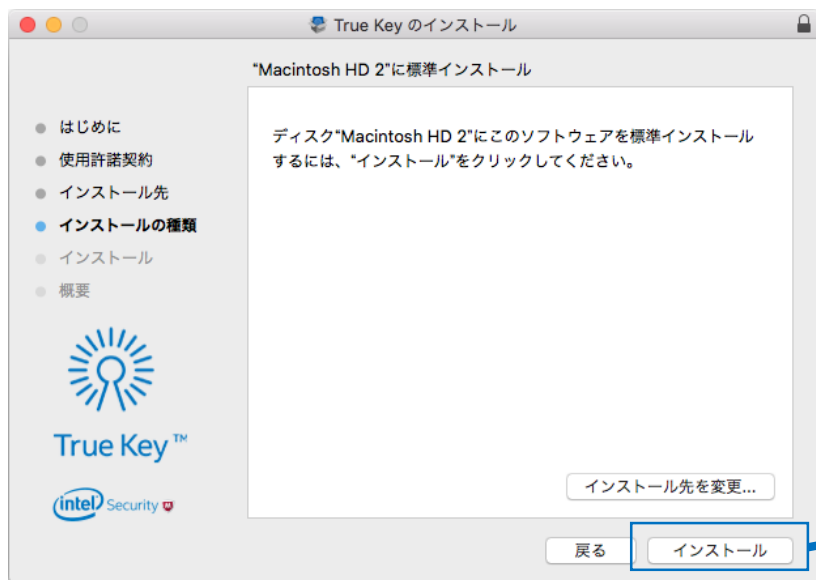 True Key のインストール
“Macintosh HD 2”に標準インストール
はじめに
使用許諾契約
インストール先
インストールの種類
インストール
概要
ディスク“Macintosh HD 2”にこのソフトウェアを標準インストール
するには、“インストール”をクリックしてください。
True Key™
intel Security
インストール先を変更...
戻る
インストール